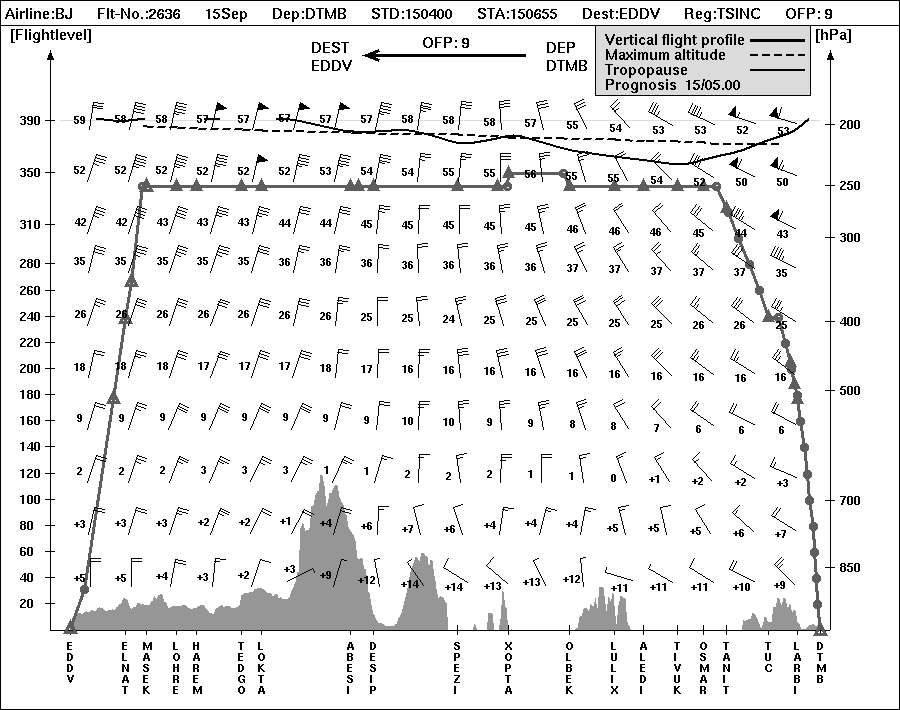 Airline:BJ Flt-No.:2636 15Sep Dep:DTMB STD:150400 STA:150655 Dest:EDDV Reg:TSINC OFP: 9
[Flightlevel] [hPa]
OFP: 9
DEST DEP
EDDV DTMB
Vertical flight profile
Maximum altitude
Tropopause
Prognosis 15/05.00
390 59 58 58 57 57 57 57 58 58 58 58 57 55 54 53 53 52 53 200
350 52 52 52 52 52 52 53 54 54 55 55 56 55 55 54 52 50 50 250
310 42 42 43 43 43 44 44 45 45 45 45 45 46 46 46 45 44 43 300
280 35 35 35 35 35 36 36 36 36 36 36 36 37 37 37 37 37 35
260
240 26 26 26 26 26 26 26 25 25 24 25 25 25 25 25 26 26 25 400
220
200 18 18 17 17 17 17 18 17 16 16 16 16 16 16 16 16 16 16
180 500
160 9 9 9 9 9 9 9 9 10 10 9 9 8 8 7 6 6 6
140
120 2 2 2 3 3 3 1 1 2 2 2 1 1 0 +1 +2 +2 +3
100 700
80 +3 +3 +3 +2 +2 +1 +4 +6 +7 +6 +4 +4 +4 +5 +5 +5 +6 +7
60
40 +5 +5 +4 +3 +2 +3 +9 +12 +14 +14 +13 +13 +12 +11 +11 +11 +10 +9 850
20
EDDV ELNAT MASEK LOHRE HAREM TEDGO LOKTA ABESI DESIP SPEZI XOPTA OLBEK LULIX ALEDI TIVUK OSMAR TANIT TUC LARBI DTMB